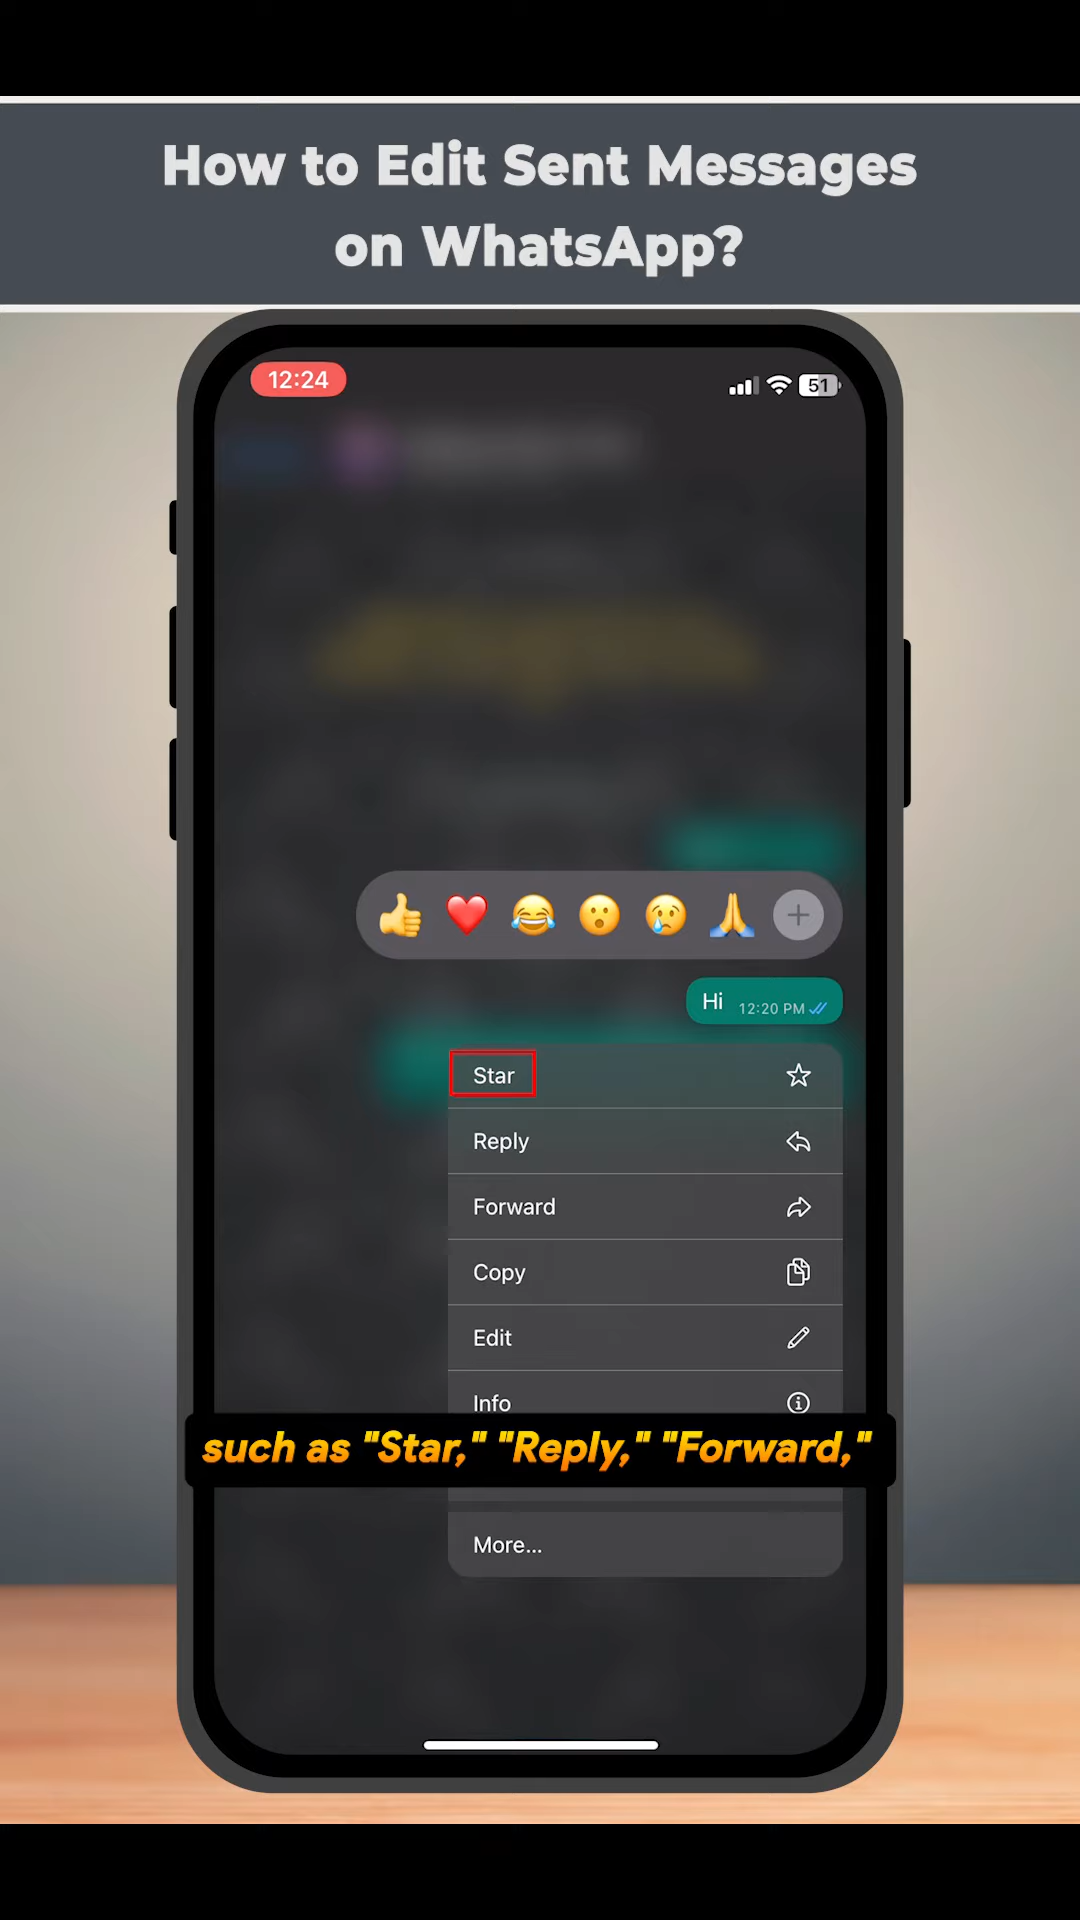 How to Edit Sent Messages
on WhatsApp?
12:24
51
Hi 12:20 PM
Star
Reply
Forward
Copy
Edit
Info
such as "Star," "Reply," "Forward,"
More...